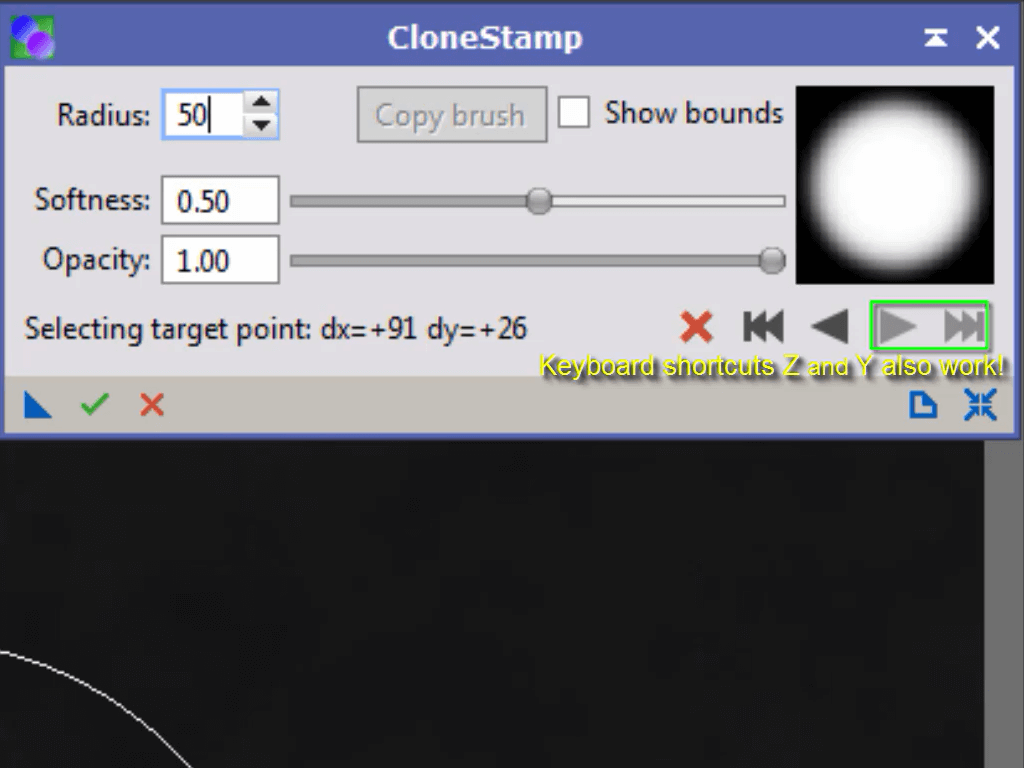 CloneStamp
Radius: 50 Copy brush Show bounds
Softness: 0.50
Opacity: 1.00
Selecting target point: dx=+91 dy=+26
Keyboard shortcuts Z and Y also work!